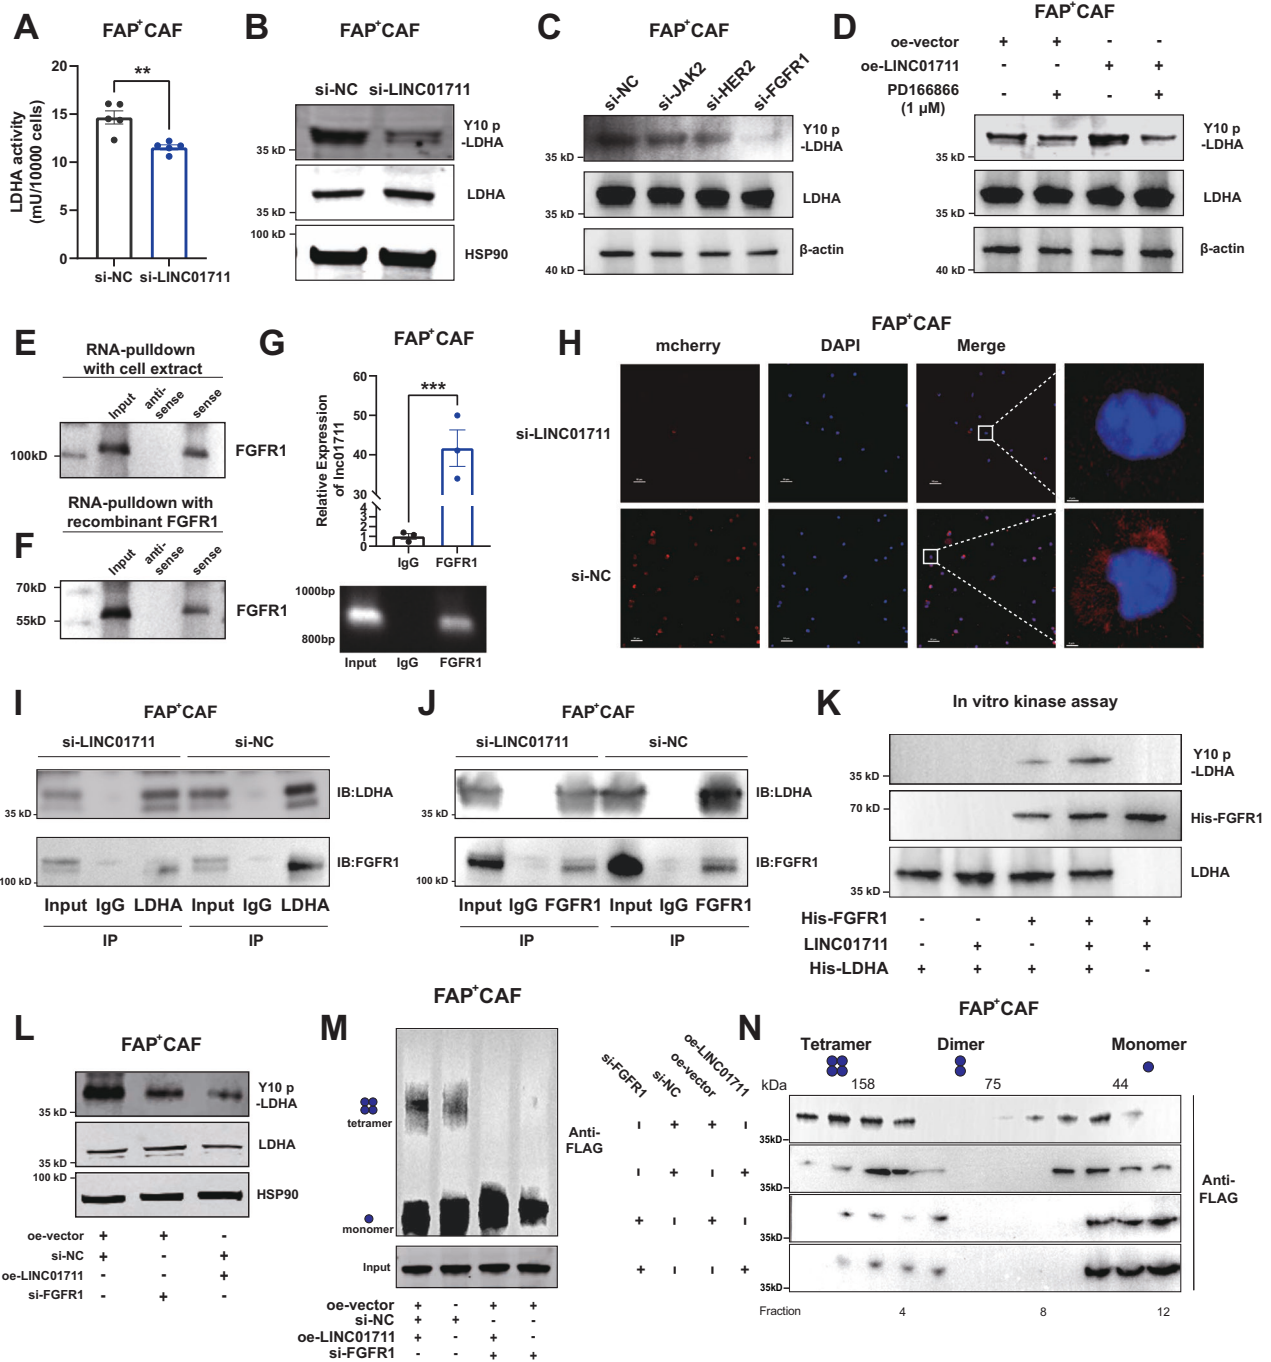 A
FAP+CAF
LDHA activity
(mU/10000 cells)
20
15
10
5
0
**
si-NC
si-LINC01711
B
FAP+CAF
si-NC
si-LINC01711
Y10 p
-LDHA
35 kD
LDHA
35 kD
100 kD
HSP90
C
FAP+CAF
si-NC
si-JAK2
si-HER2
si-FGFR1
Y10 p
-LDHA
35 kD
LDHA
35 kD
β-actin
40 kD
D
FAP+CAF
oe-vector + + - -
oe-LINC01711 - - + +
PD166866 - + - +
(1 μM)
Y10 p
-LDHA
35 kD
LDHA
35 kD
β-actin
40 kD
E
RNA-pulldown
with cell extract
Input
anti-
sense
sense
100kD
FGFR1
RNA-pulldown with
recombinant FGFR1
F
Input
anti-
sense
sense
70kD
55kD
FGFR1
G
FAP+CAF
Relative Expression
of lnc01711
60
50
40
30
4
3
2
1
0
***
IgG
FGFR1
1000bp
800bp
Input
IgG
FGFR1
H
FAP+CAF
mcherry
DAPI
Merge
si-LINC01711
si-NC
I
FAP+CAF
si-LINC01711
si-NC
IB:LDHA
35 kD
IB:FGFR1
100 kD
Input IgG LDHA Input IgG LDHA
IP
IP
J
FAP+CAF
si-LINC01711
si-NC
IB:LDHA
35 kD
IB:FGFR1
100 kD
Input IgG FGFR1 Input IgG FGFR1
IP
IP
K
In vitro kinase assay
Y10 p
-LDHA
35 kD
70 kD
His-FGFR1
LDHA
35 kD
His-FGFR1 - - + + +
LINC01711 - + - + +
His-LDHA + + + + -
L
FAP+CAF
Y10 p
-LDHA
35 kD
LDHA
35 kD
100 kD
HSP90
oe-vector + + -
si-NC + - +
oe-LINC01711 - - +
si-FGFR1 - + -
M
FAP+CAF
tetramer
monomer
Anti-
FLAG
Input
oe-vector + - + +
si-NC + + - -
oe-LINC01711 + - + -
si-FGFR1 - - + +
N
FAP+CAF
Tetramer
Dimer
Monomer
kDa
158
75
44
si-FGFR1
si-NC
oe-vector
oe-LINC01711
- + + -
35kD
- + - +
35kD
+ - + -
35kD
+ - - +
35kD
Anti-
FLAG
Fraction
4
8
12